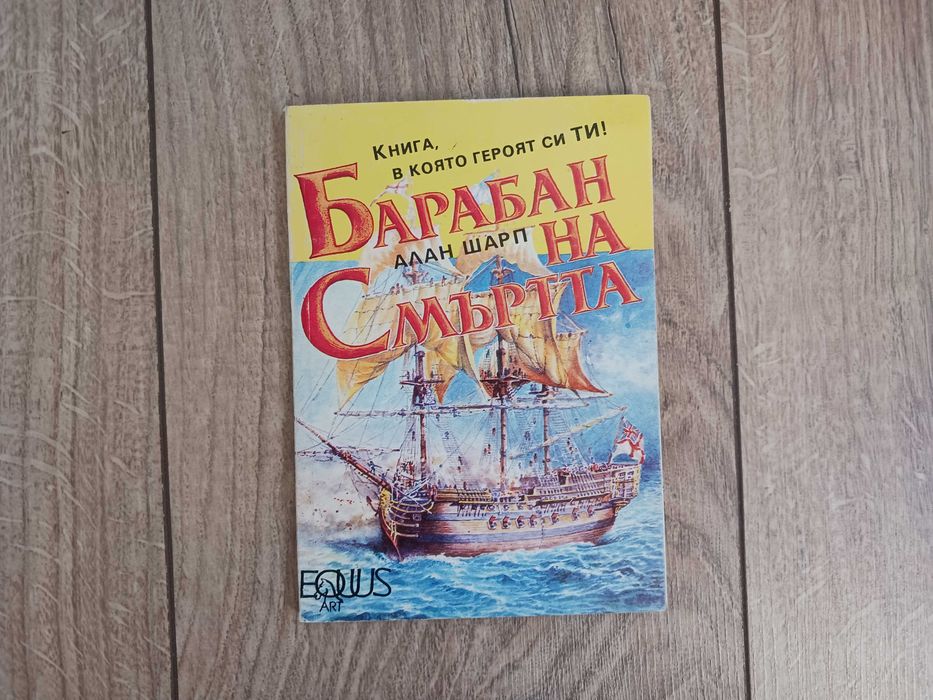 Книга,
в която героят си ТИ!
Барабан
Алан Шарп
на
Смъртта
EQUUS
ART